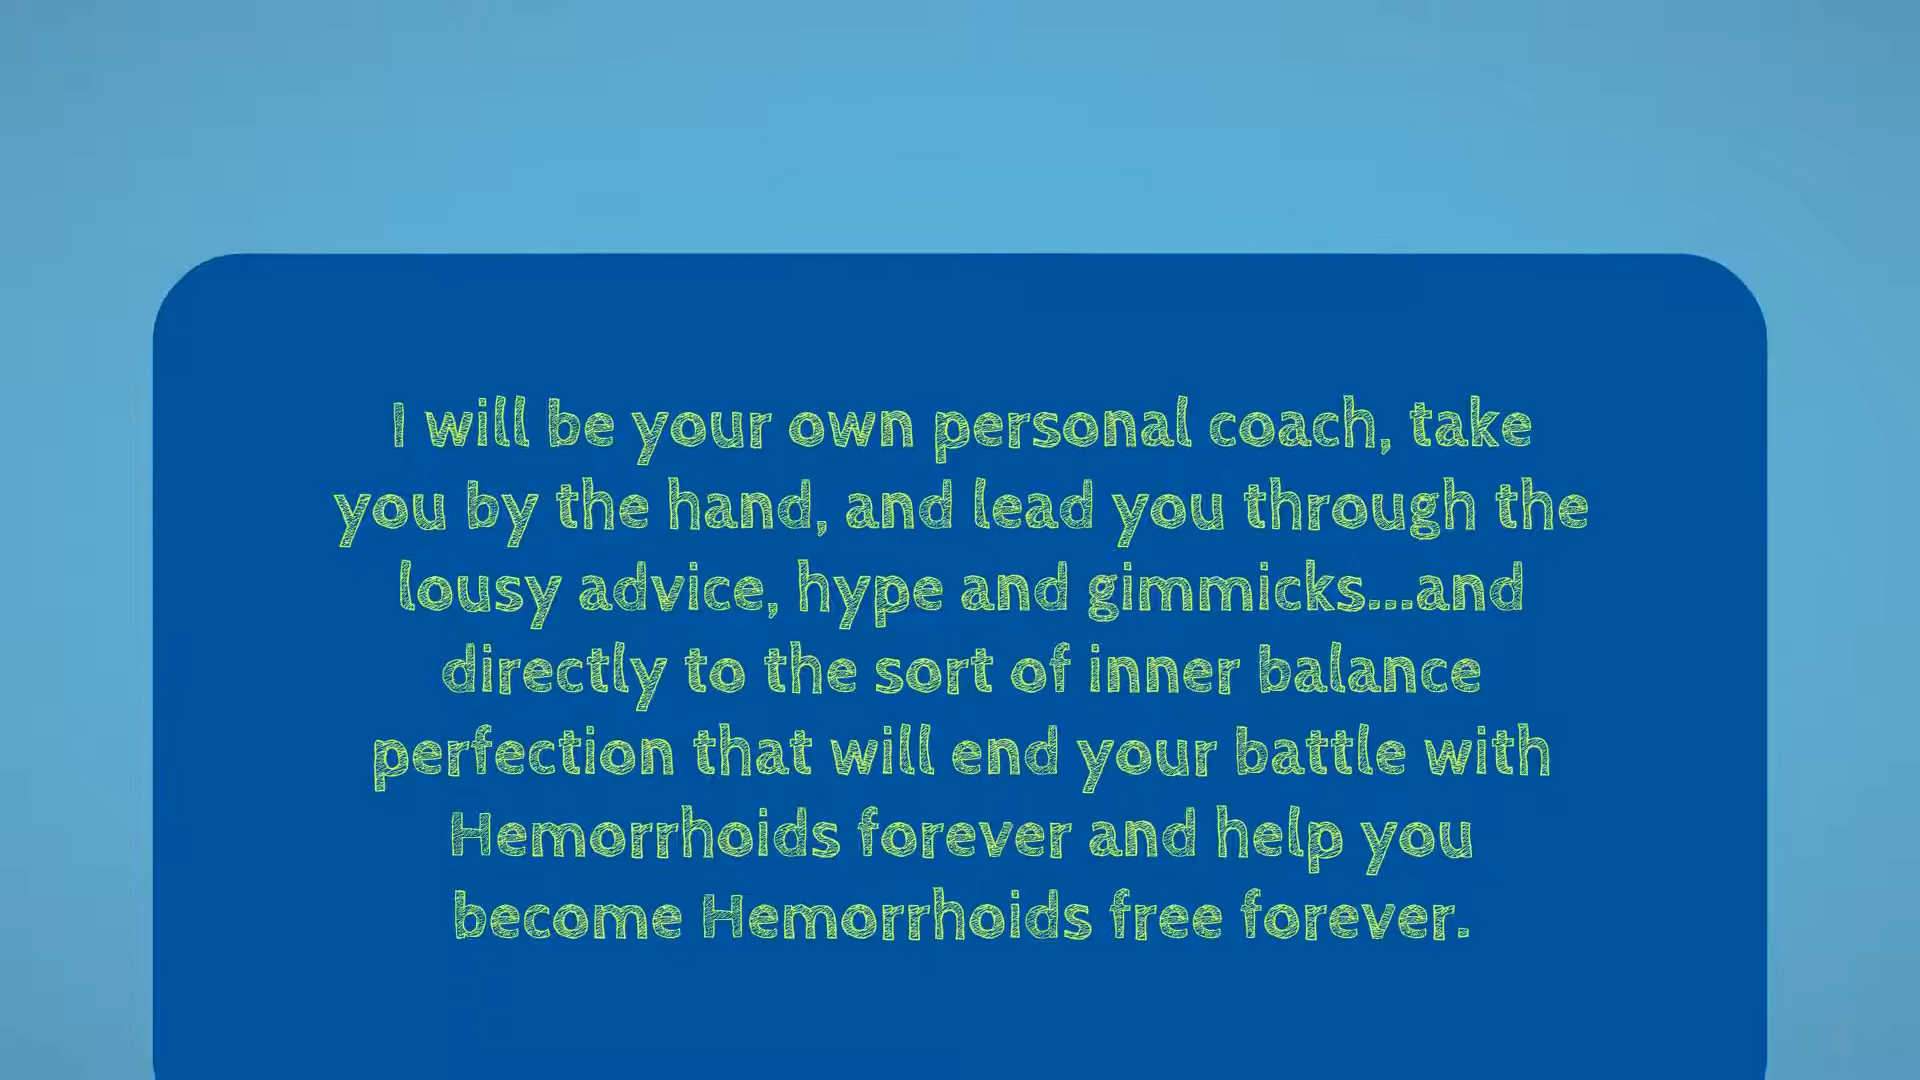 I will be your own personal coach, take
you by the hand, and lead you through the
lousy advice, hype and gimmicks...and
directly to the sort of inner balance
perfection that will end your battle with
Hemorrhoids forever and help you
become Hemorrhoids free forever.